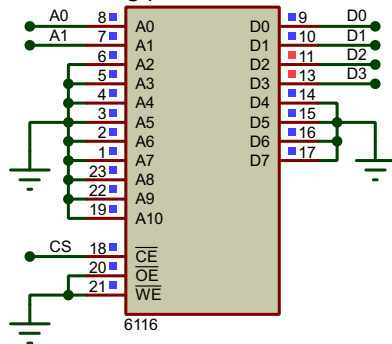 A0 8 A0 D0 9 D0
A1 7 A1 D1 10 D1
6 A2 D2 11 D2
5 A3 D3 13 D3
4 A4 D4 14
3 A5 D5 15
2 A6 D6 16
1 A7 D7 17
23 A8
22 A9
19 A10
CS 18 CE
20 OE
21 WE
6116